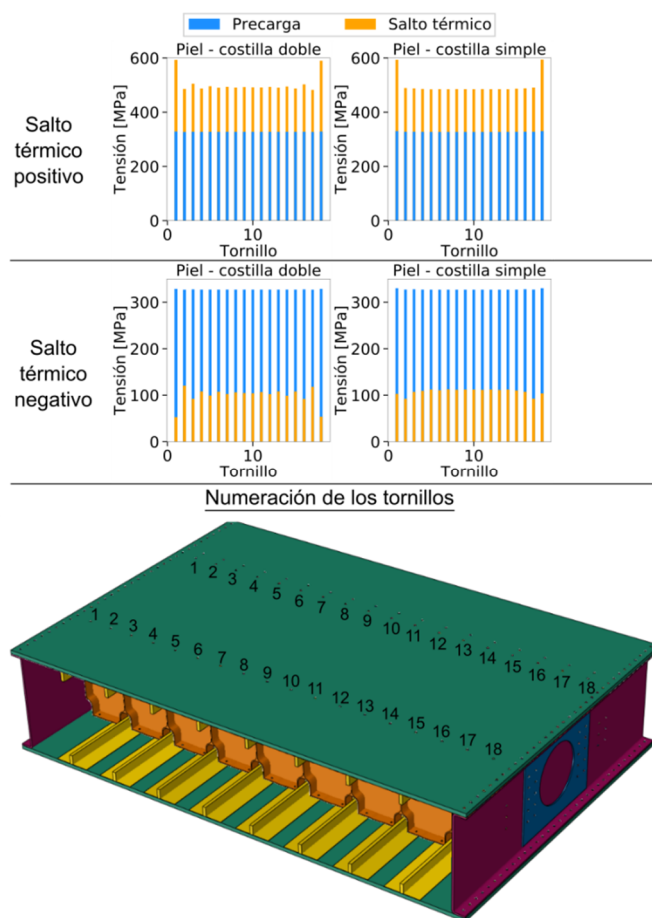 Precarga Salto térmico
Piel - costilla doble Piel - costilla simple
Salto
térmico
positivo
Tensión [MPa]
600
400
200
0
0 10
Tornillo
Tensión [MPa]
600
400
200
0
0 10
Tornillo
Piel - costilla doble Piel - costilla simple
Salto
térmico
negativo
Tensión [MPa]
300
200
100
0
0 10
Tornillo
Tensión [MPa]
300
200
100
0
0 10
Tornillo
Numeración de los tornillos
1 2 3 4 5 6 7 8 9 10 11 12 13 14 15 16 17 18
1 2 3 4 5 6 7 8 9 10 11 12 13 14 15 16 17 18